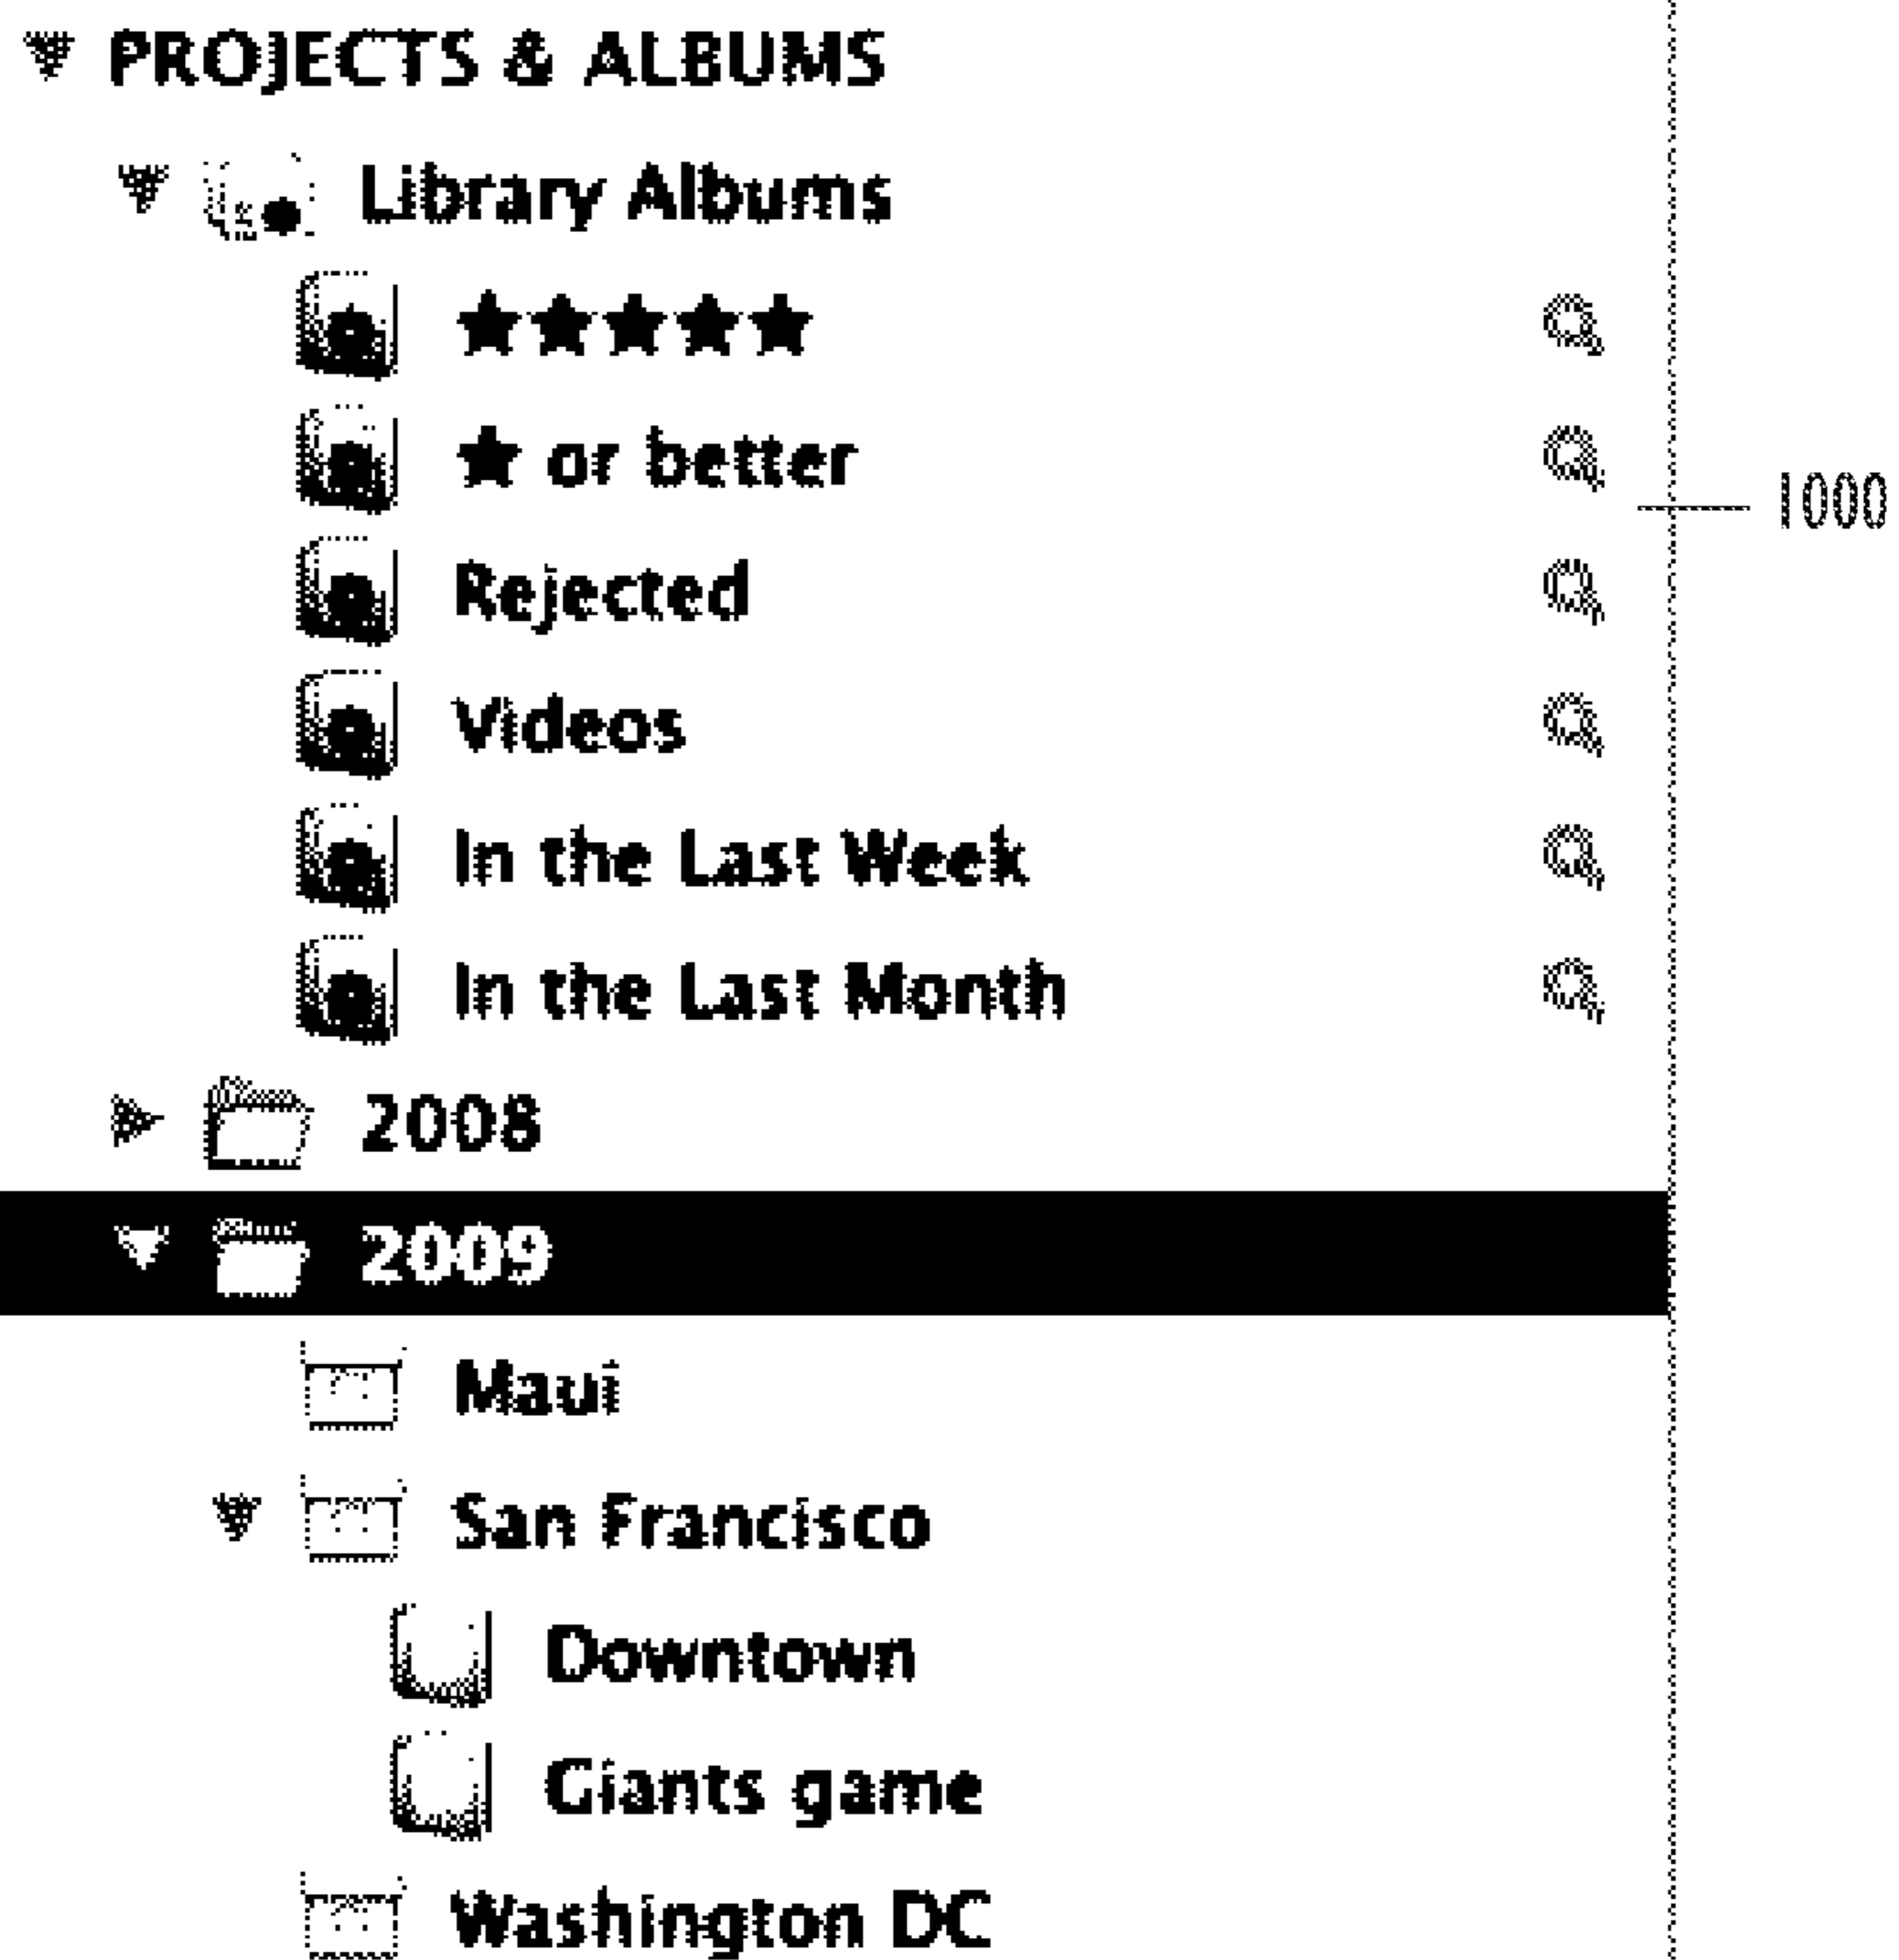 PROJECTS & ALBUMS
Library Albums
★★★★★
★ or better
1000
Rejected
Videos
In the Last Week
In the Last Month
2008
2009
Maui
San Francisco
Downtown
Giants game
Washington DC